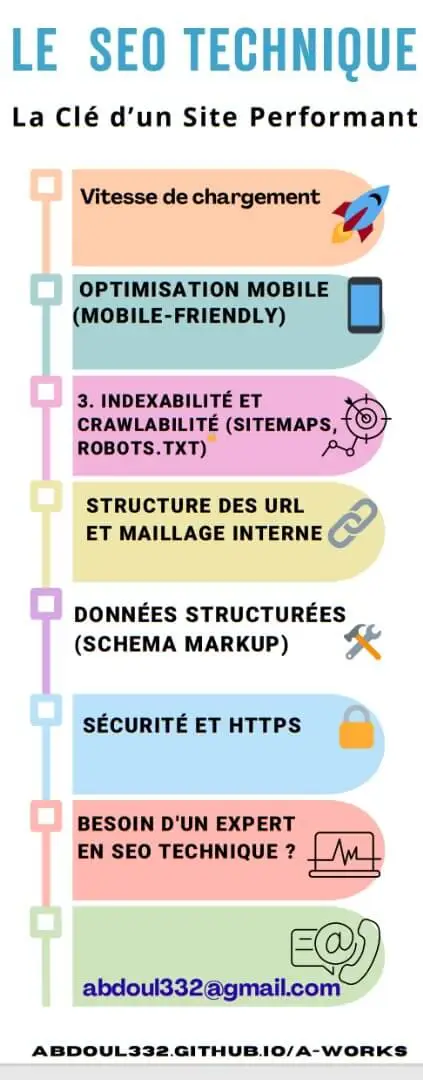 LE SEO TECHNIQUE
La Clé d’un Site Performant
Vitesse de chargement
OPTIMISATION MOBILE
(MOBILE-FRIENDLY)
3. INDEXABILITÉ ET
CRAWLABILITÉ (SITEMAPS,
ROBOTS.TXT)
STRUCTURE DES URL
ET MAILLAGE INTERNE
DONNÉES STRUCTURÉES
(SCHEMA MARKUP)
SÉCURITÉ ET HTTPS
BESOIN D'UN EXPERT
EN SEO TECHNIQUE ?
@
abdoul332@gmail.com
ABDOUL332.GITHUB.IO/A-WORKS